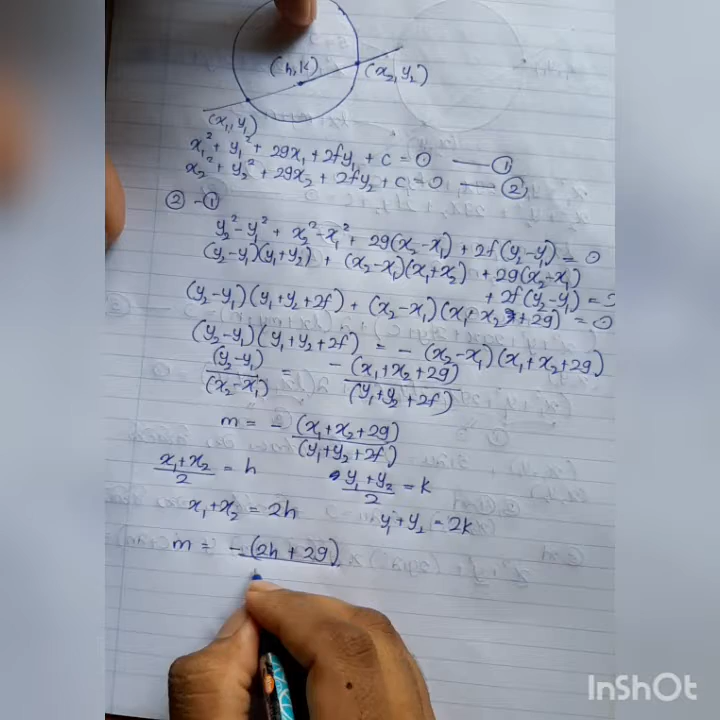 (h, k)
(x₂, y₂)
(x₁, y₁)
x₁² + y₁² + 2gx₁ + 2fy₁ + c = 0 — ①
x₂² + y₂² + 2gx₂ + 2fy₂ + c = 0 — ②
② - ①
y₂² - y₁² + x₂² - x₁² + 2g(x₂ - x₁) + 2f(y₂ - y₁) = 0
(y₂ - y₁)(y₁ + y₂) + (x₂ - x₁)(x₁ + x₂) + 2g(x₂ - x₁)
+ 2f(y₂ - y₁) = 0
(y₂ - y₁)(y₁ + y₂ + 2f) + (x₂ - x₁)(x₁ + x₂ + 2g) = 0
(y₂ - y₁)(y₁ + y₂ + 2f) = - (x₂ - x₁)(x₁ + x₂ + 2g)
(y₂ - y₁)/(x₂ - x₁) = -(x₁ + x₂ + 2g)/(y₁ + y₂ + 2f)
m = - (x₁ + x₂ + 2g)/(y₁ + y₂ + 2f)
(x₁ + x₂)/2 = h (y₁ + y₂)/2 = k
x₁ + x₂ = 2h y₁ + y₂ = 2k
m = -(2h + 2g)
InShOt